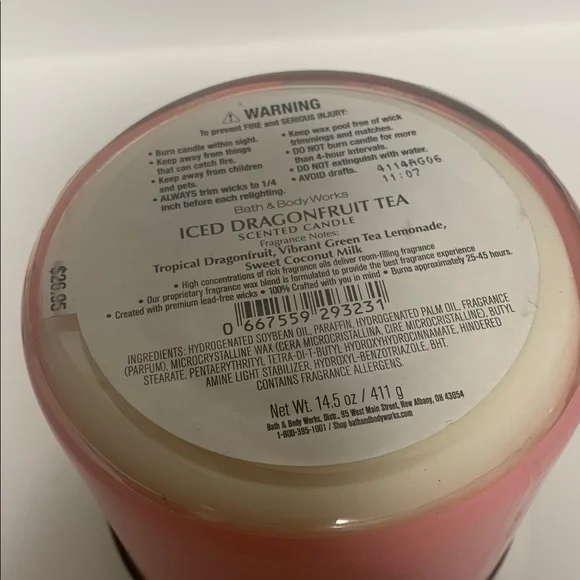 ⚠ WARNING
To prevent FIRE and SERIOUS INJURY:
• Burn candle within sight.
• Keep away from things
that can catch fire.
• Keep away from children
and pets.
• ALWAYS trim wicks to 1/4
inch before each relighting.
• Keep wax pool free of wick
trimmings and matches.
• DO NOT burn candle for more
than 4-hour intervals.
• DO NOT extinguish with water.
• AVOID drafts.
4114AG06
11:07
Bath & Body Works
ICED DRAGONFRUIT TEA
SCENTED CANDLE
Fragrance Notes:
Tropical Dragonfruit, Vibrant Green Tea Lemonade,
Sweet Coconut Milk
• High concentrations of rich fragrance oils deliver room-filling fragrance
• Our proprietary fragrance wax blend is formulated to provide the best fragrance experience
• Created with premium lead-free wicks • 100% Crafted with you in mind • Burns approximately 25-45 hours.
$26.95
0 667559 293231
INGREDIENTS: HYDROGENATED SOYBEAN OIL, PARAFFIN, HYDROGENATED PALM OIL, FRAGRANCE
(PARFUM), MICROCRYSTALLINE WAX (CERA MICROCRISTALLINA, CIRE MICROCRISTALLINE), BUTYL
STEARATE, PENTAERYTHRITYL TETRA-DI-T-BUTYL HYDROXYHYDROCINNAMATE, HINDERED
AMINE LIGHT STABILIZER, HYDROXYL-BENZOTRIAZOLE, BHT.
CONTAINS FRAGRANCE ALLERGENS.
Net Wt. 14.5 oz / 411 g
Bath & Body Works, Distr., 95 West Main Street, New Albany, OH 43054
1-800-395-1001 / Shop bathandbodyworks.com